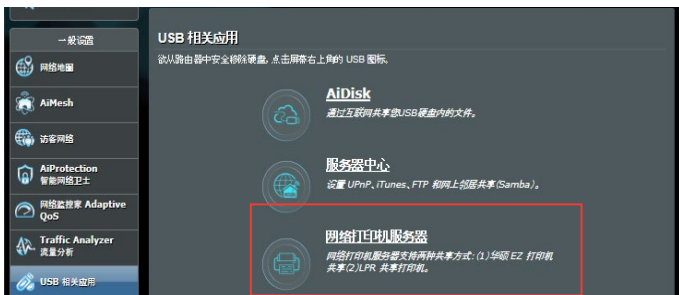 一般设置
网络地图
AiMesh
访客网络
AiProtection
智能网络卫士
网络监控家 Adaptive
QoS
Traffic Analyzer
流量分析
USB 相关应用
USB 相关应用
欲从路由器中安全移除硬盘, 点击屏幕右上角的 USB 图标。
AiDisk
通过互联网共享您USB硬盘内的文件。
服务器中心
设置 UPnP、iTunes、FTP 和网上邻居共享(Samba)。
网络打印机服务器
网络打印机服务器支持两种共享方式: (1)华硕 EZ 打印机
共享(2)LPR 共享打印机。